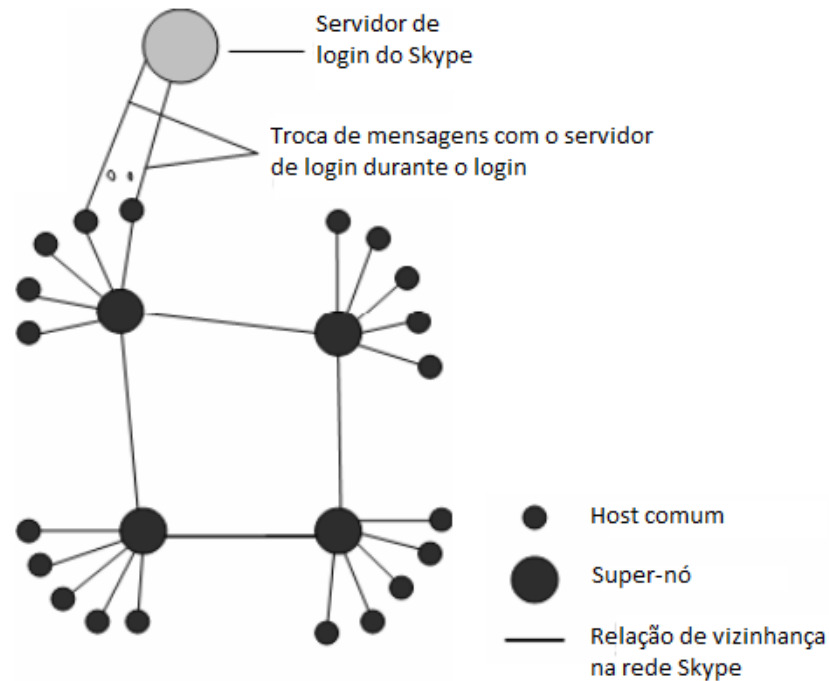 Servidor de
login do Skype
Troca de mensagens com o servidor
de login durante o login
Host comum
Super-nó
Relação de vizinhança
na rede Skype